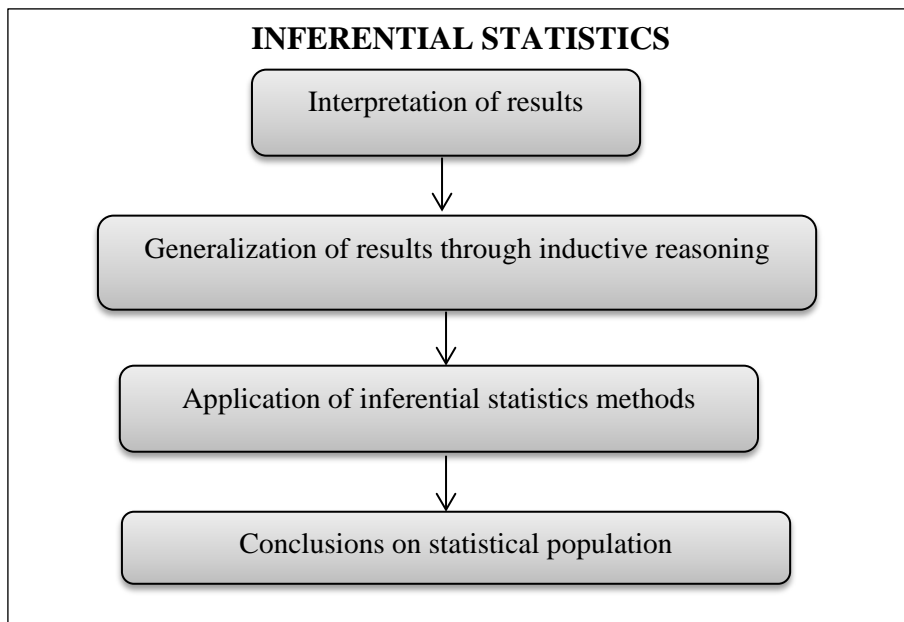 INFERENTIAL STATISTICS
Interpretation of results
Generalization of results through inductive reasoning
Application of inferential statistics methods
Conclusions on statistical population